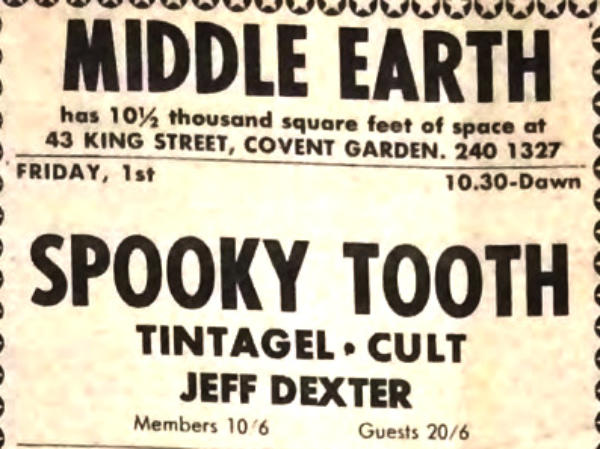 MIDDLE EARTH
has 10½ thousand square feet of space at
43 KING STREET, COVENT GARDEN. 240 1327
FRIDAY, 1st 10.30-Dawn
SPOOKY TOOTH
TINTAGEL • CULT
JEFF DEXTER
Members 10/6 Guests 20/6